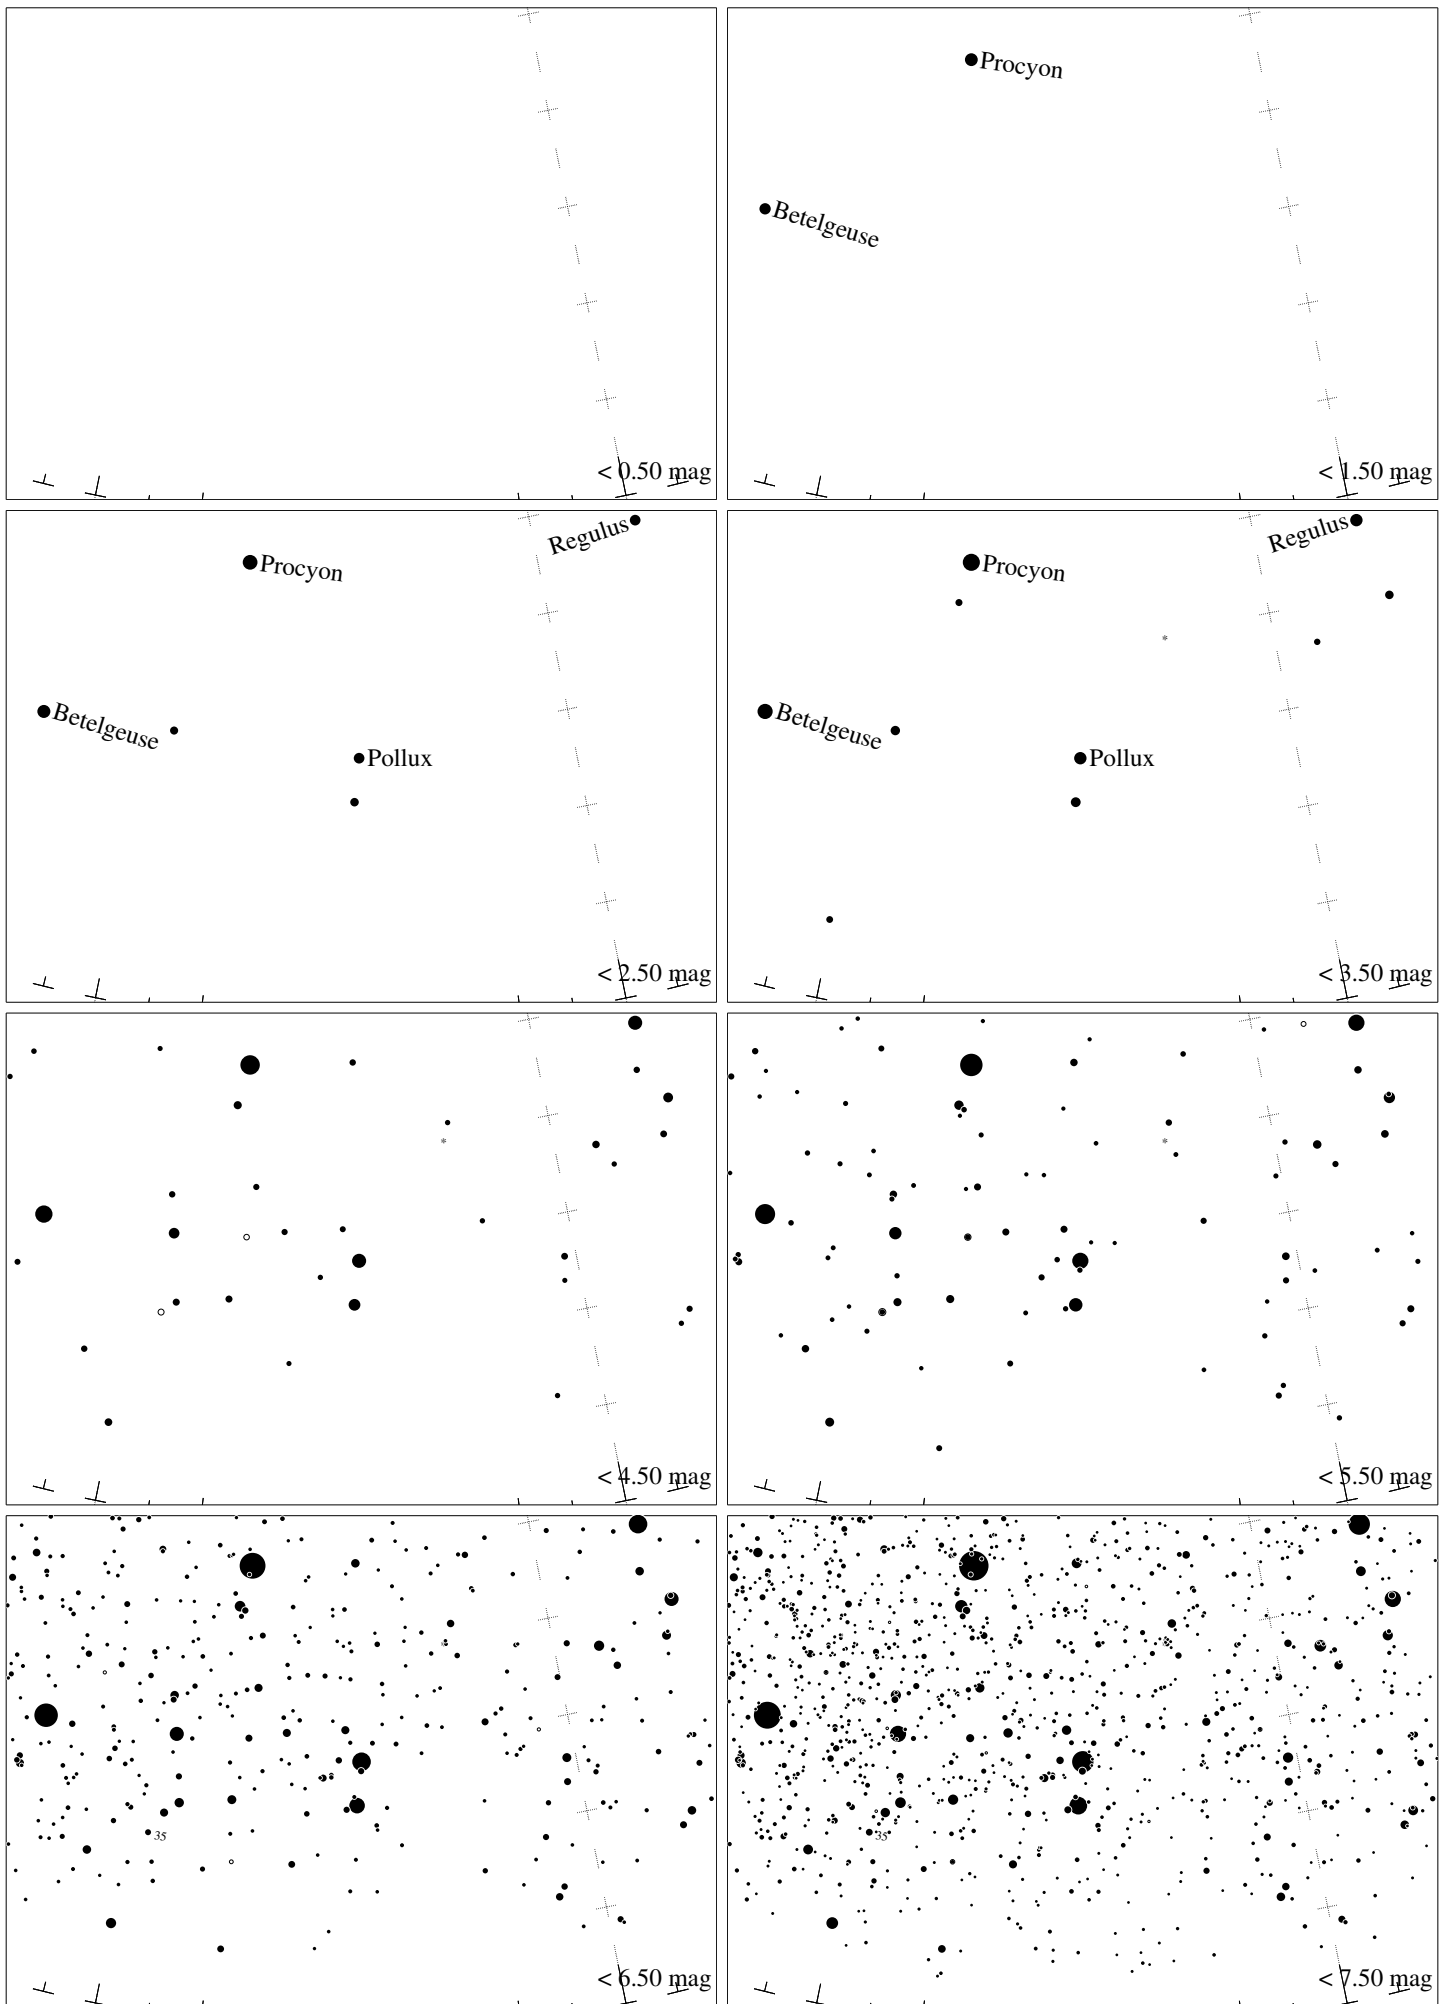 < 0.50 mag
Procyon
Betelgeuse
< 1.50 mag
Regulus
Procyon
Betelgeuse
Pollux
< 2.50 mag
Regulus
Procyon
Betelgeuse
Pollux
< 3.50 mag
< 4.50 mag
< 5.50 mag
35
< 6.50 mag
35
< 7.50 mag